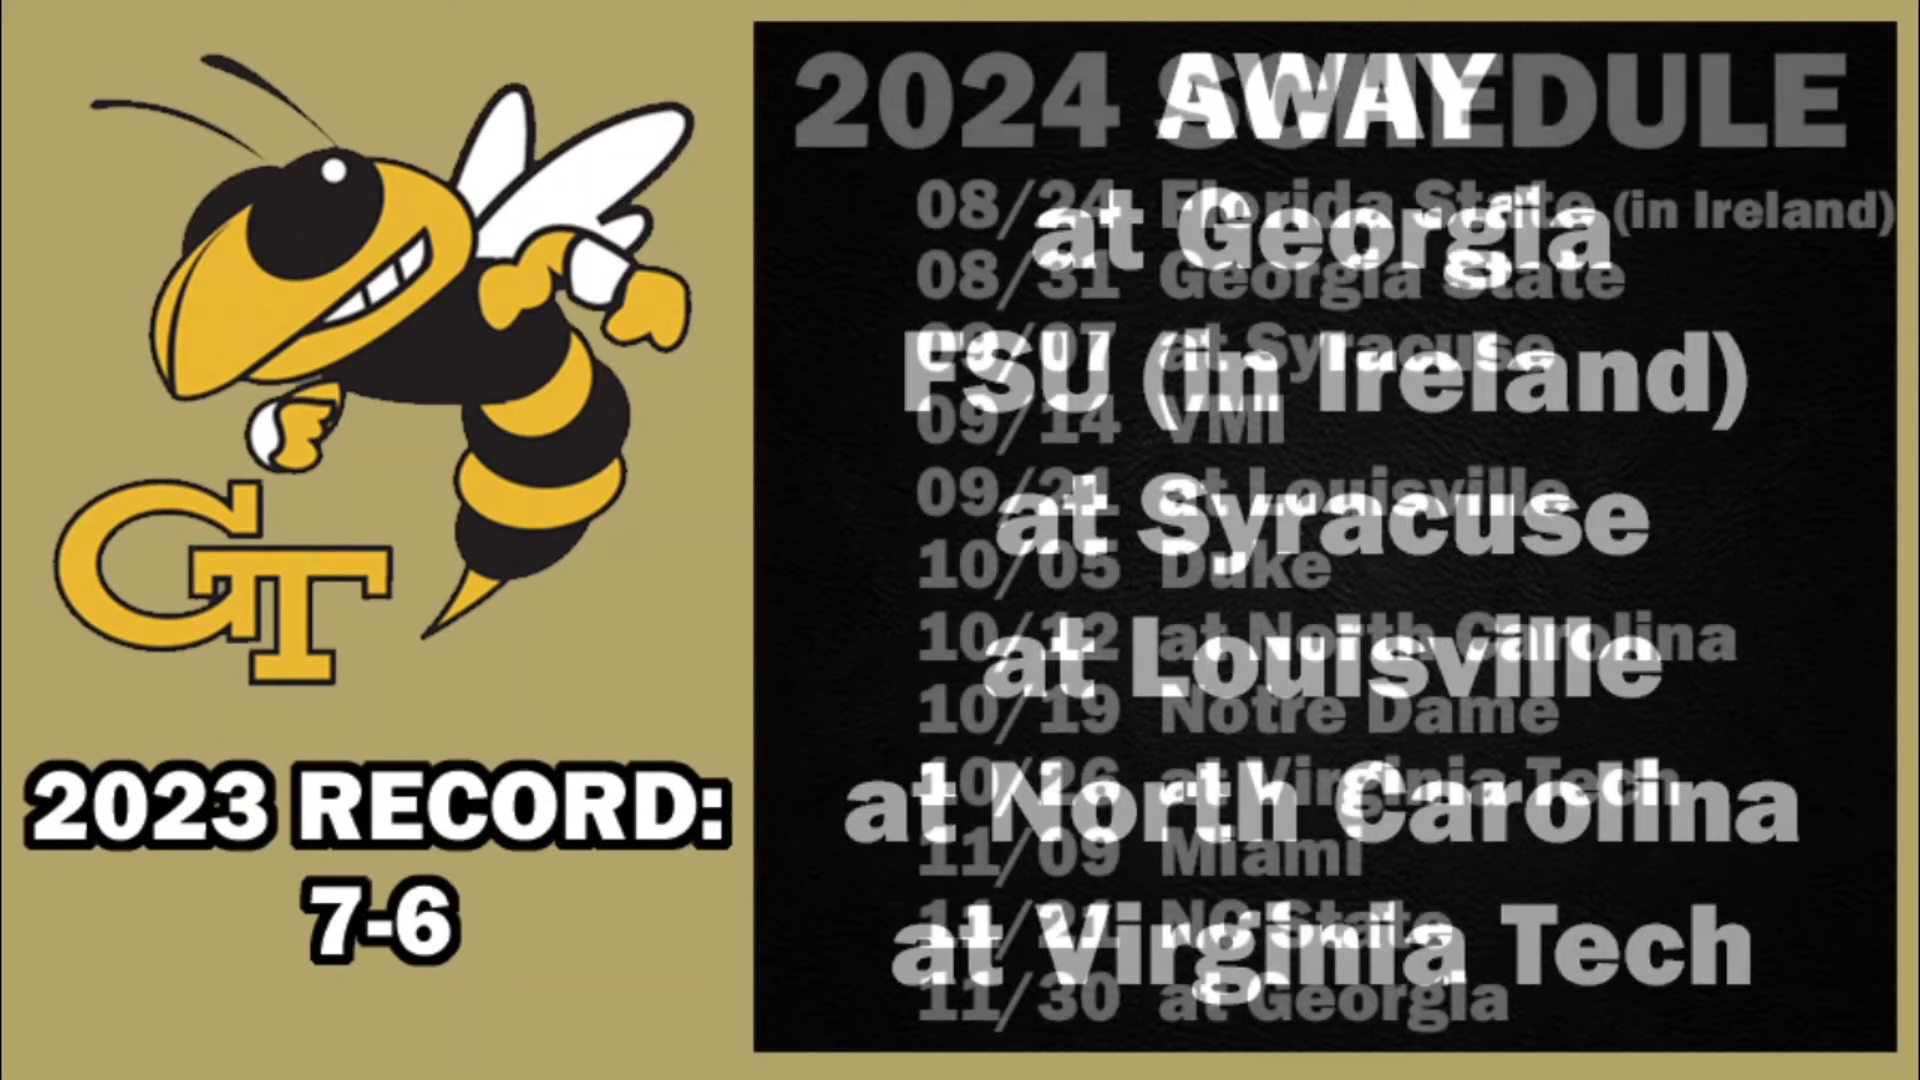 GT
2023 RECORD:
7-6
2024 SCHEDULE
08/24 Florida State (in Ireland)
08/31 Georgia State
09/07 at Syracuse
09/14 VMI
09/21 at Louisville
10/05 Duke
10/12 at North Carolina
10/19 Notre Dame
10/26 at Virginia Tech
11/09 Miami
11/21 NC State
11/30 at Georgia
AWAY
at Georgia
FSU (in Ireland)
at Syracuse
at Louisville
at North Carolina
at Virginia Tech